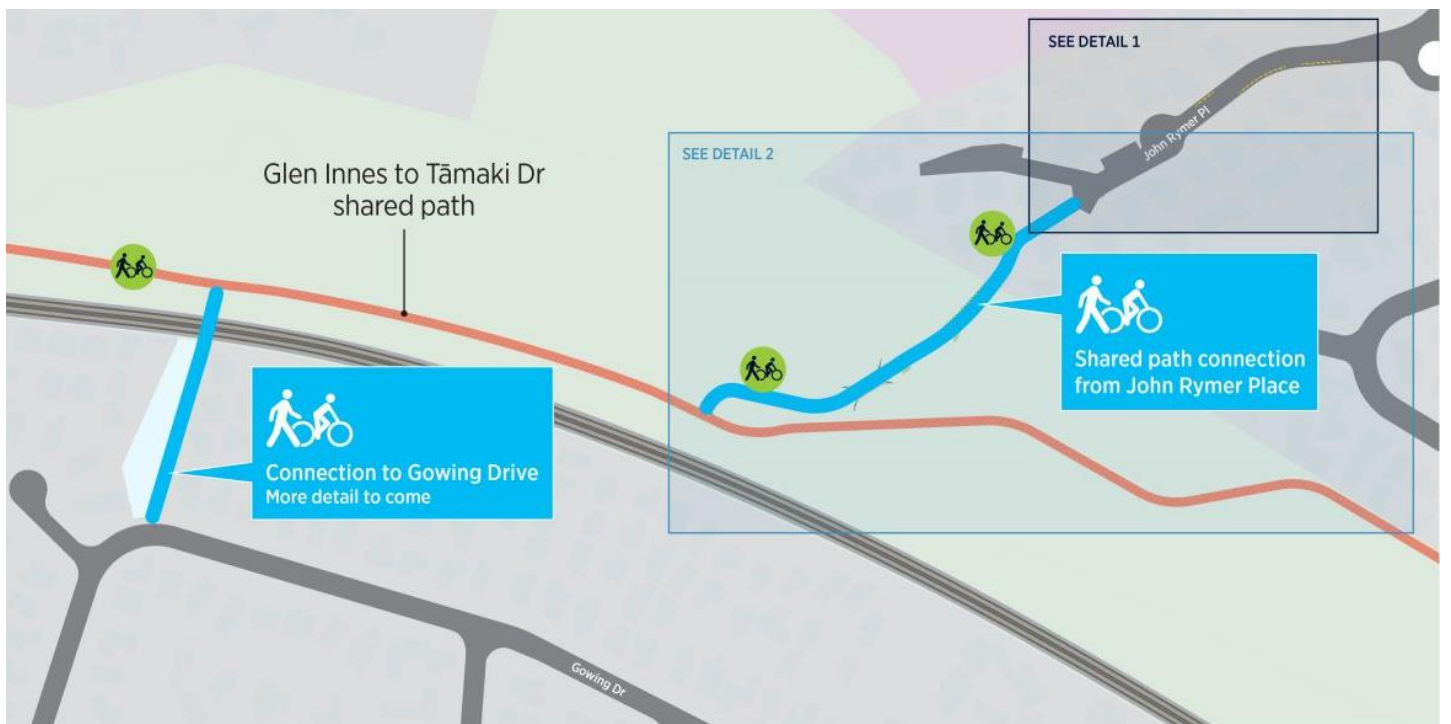 SEE DETAIL 1
John Rymer Pl
SEE DETAIL 2
Glen Innes to Tāmaki Dr
shared path
Shared path connection
from John Rymer Place
Connection to Gowing Drive
More detail to come
Gowing Dr